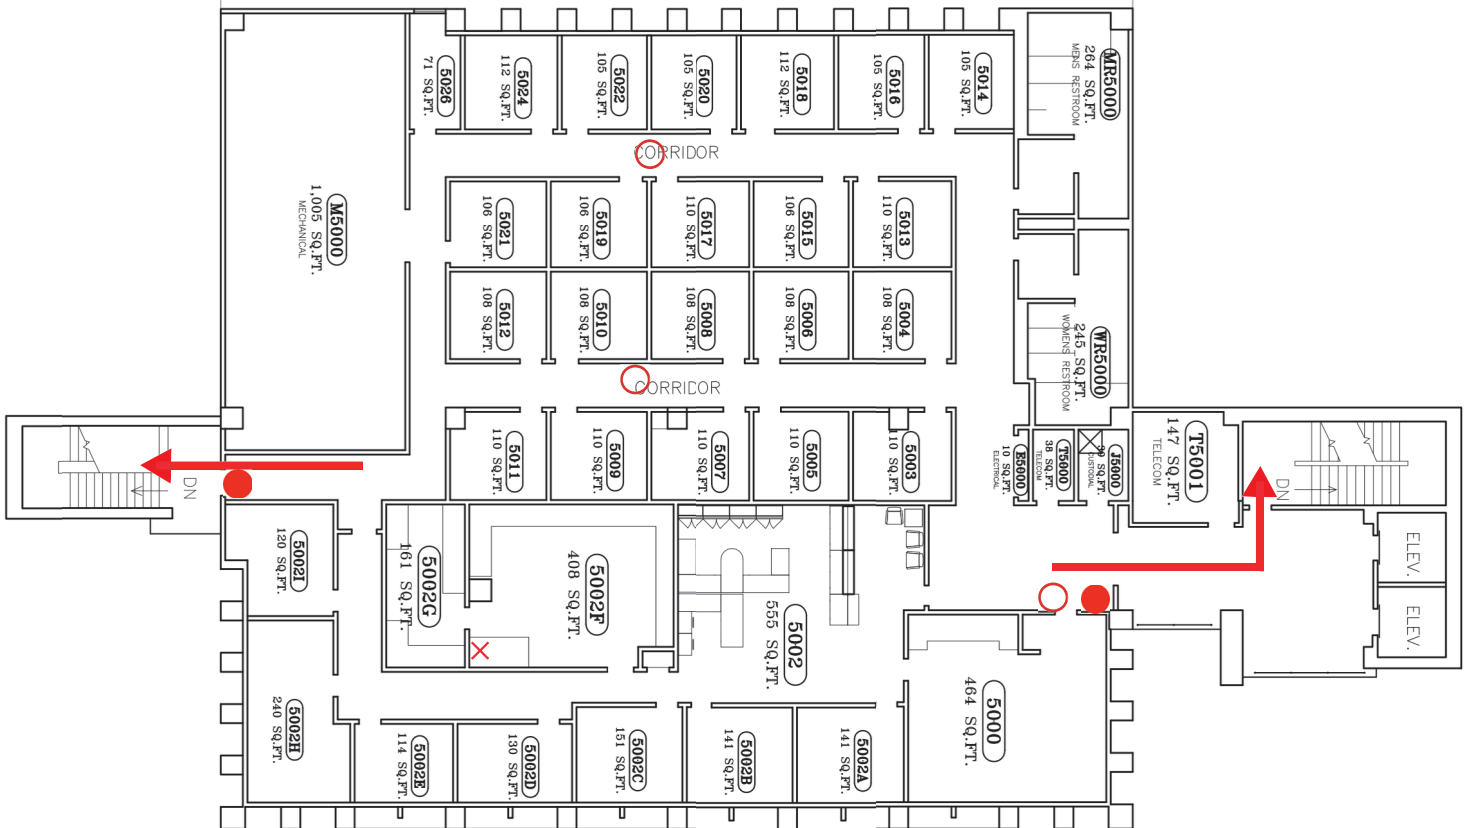 5026
71 SQ.FT.
5024
112 SQ.FT.
5022
105 SQ.FT.
5020
105 SQ.FT.
5018
112 SQ.FT.
5016
105 SQ.FT.
5014
105 SQ.FT.
MR5000
264 SQ.FT.
MENS RESTROOM
CORRIDOR
M5000
1,005 SQ.FT.
MECHANICAL
5021
106 SQ.FT.
5019
106 SQ.FT.
5017
110 SQ.FT.
5015
106 SQ.FT.
5013
110 SQ.FT.
5012
108 SQ.FT.
5010
108 SQ.FT.
5008
108 SQ.FT.
5006
108 SQ.FT.
5004
108 SQ.FT.
WR5000
245 SQ.FT.
WOMENS RESTROOM
CORRIDOR
5011
110 SQ.FT.
5009
110 SQ.FT.
5007
110 SQ.FT.
5005
110 SQ.FT.
5003
110 SQ.FT.
E5000
10 SQ.FT.
ELECTRICAL
T5000
38 SQ.FT.
TELECOM
J5000
SQ.FT.
CUSTODIAL
T5001
147 SQ.FT.
TELECOM
DN
DN
ELEV.
ELEV.
5002I
120 SQ.FT.
5002G
161 SQ.FT.
5002F
408 SQ.FT.
5002
555 SQ.FT.
5000
464 SQ.FT.
5002H
240 SQ.FT.
5002E
114 SQ.FT.
5002D
130 SQ.FT.
5002C
151 SQ.FT.
5002B
141 SQ.FT.
5002A
141 SQ.FT.